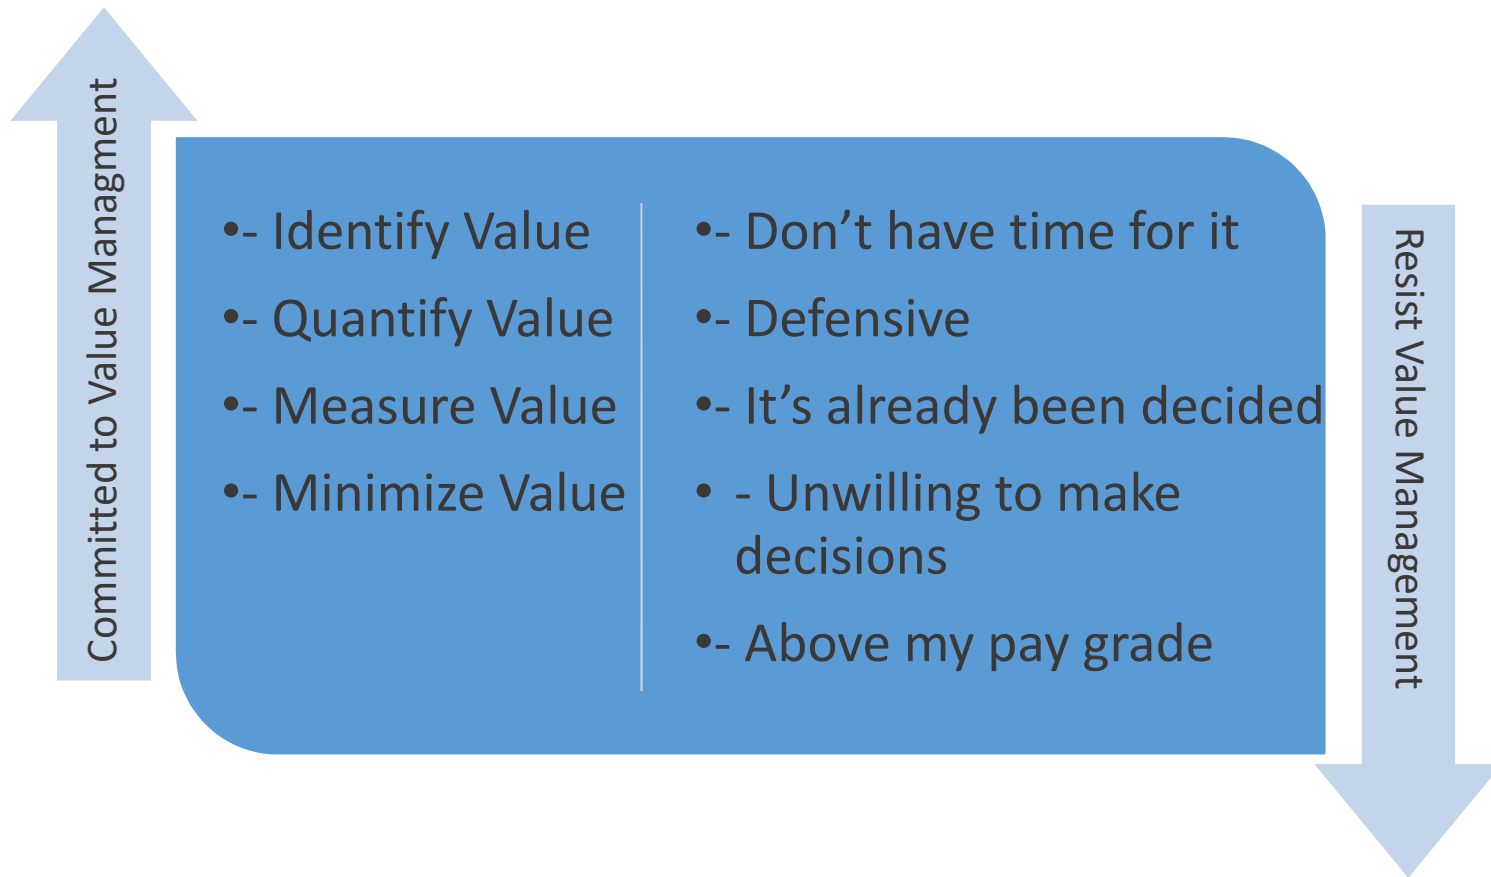 Committed to Value Managment
•- Identify Value
•- Quantify Value
•- Measure Value
•- Minimize Value
•- Don’t have time for it
•- Defensive
•- It’s already been decided
• - Unwilling to make
decisions
•- Above my pay grade
Resist Value Management